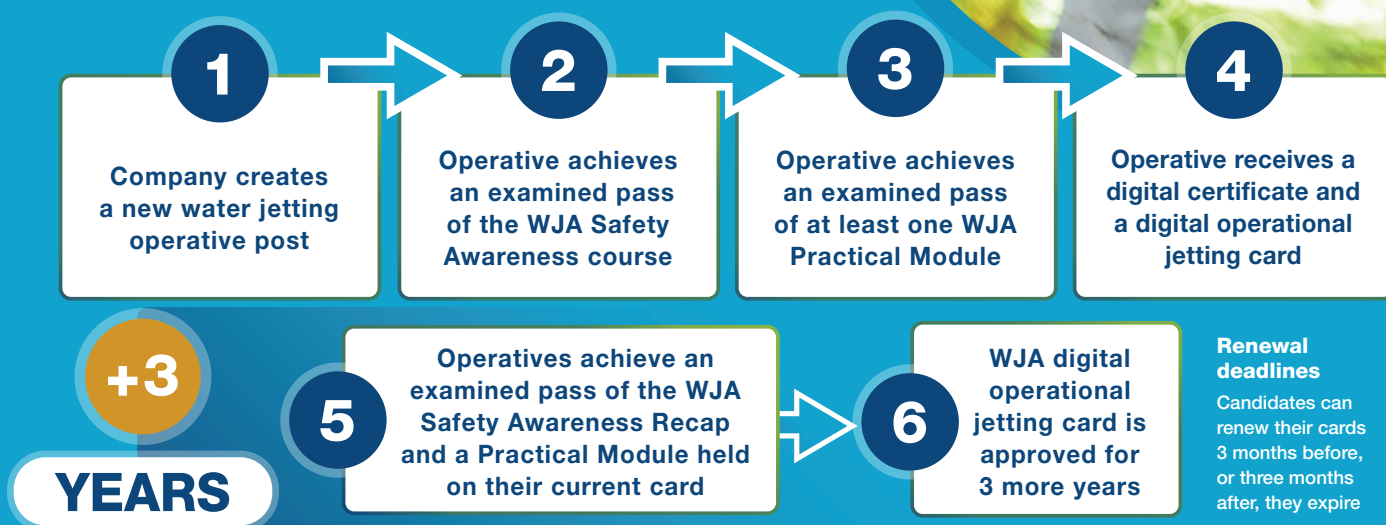 1
Company creates
a new water jetting
operative post
2
Operative achieves
an examined pass
of the WJA Safety
Awareness course
3
Operative achieves
an examined pass
of at least one WJA
Practical Module
4
Operative receives a
digital certificate and
a digital operational
jetting card
+3
YEARS
5
Operatives achieve an
examined pass of the WJA
Safety Awareness Recap
and a Practical Module held
on their current card
6
WJA digital
operational
jetting card is
approved for
3 more years
Renewal
deadlines
Candidates can
renew their cards
3 months before,
or three months
after, they expire